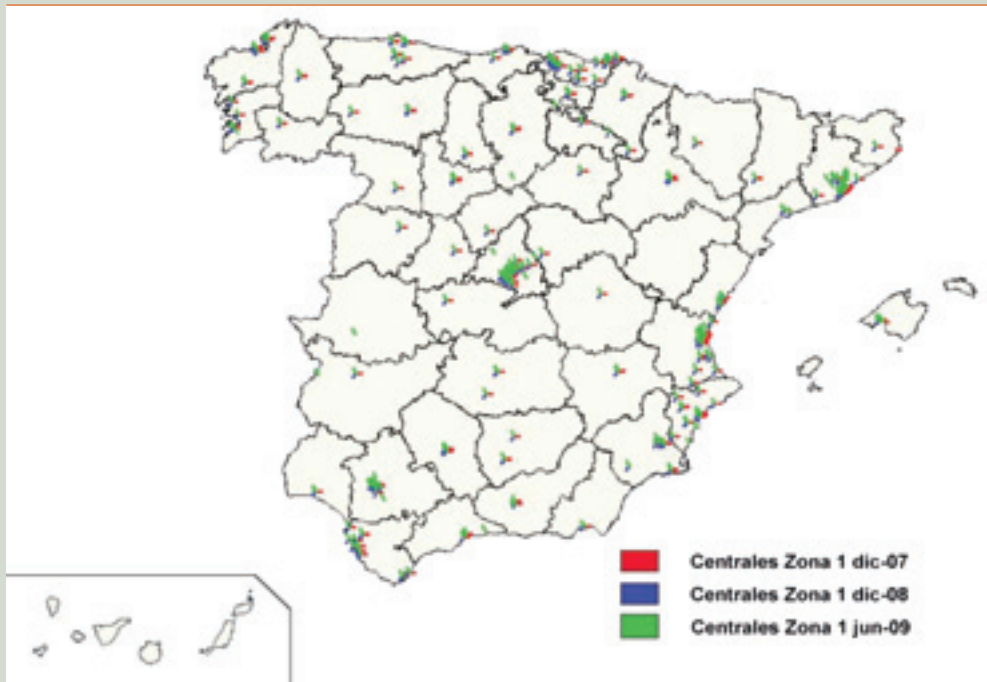 Centrales Zona 1 dic-07
Centrales Zona 1 dic-08
Centrales Zona 1 jun-09